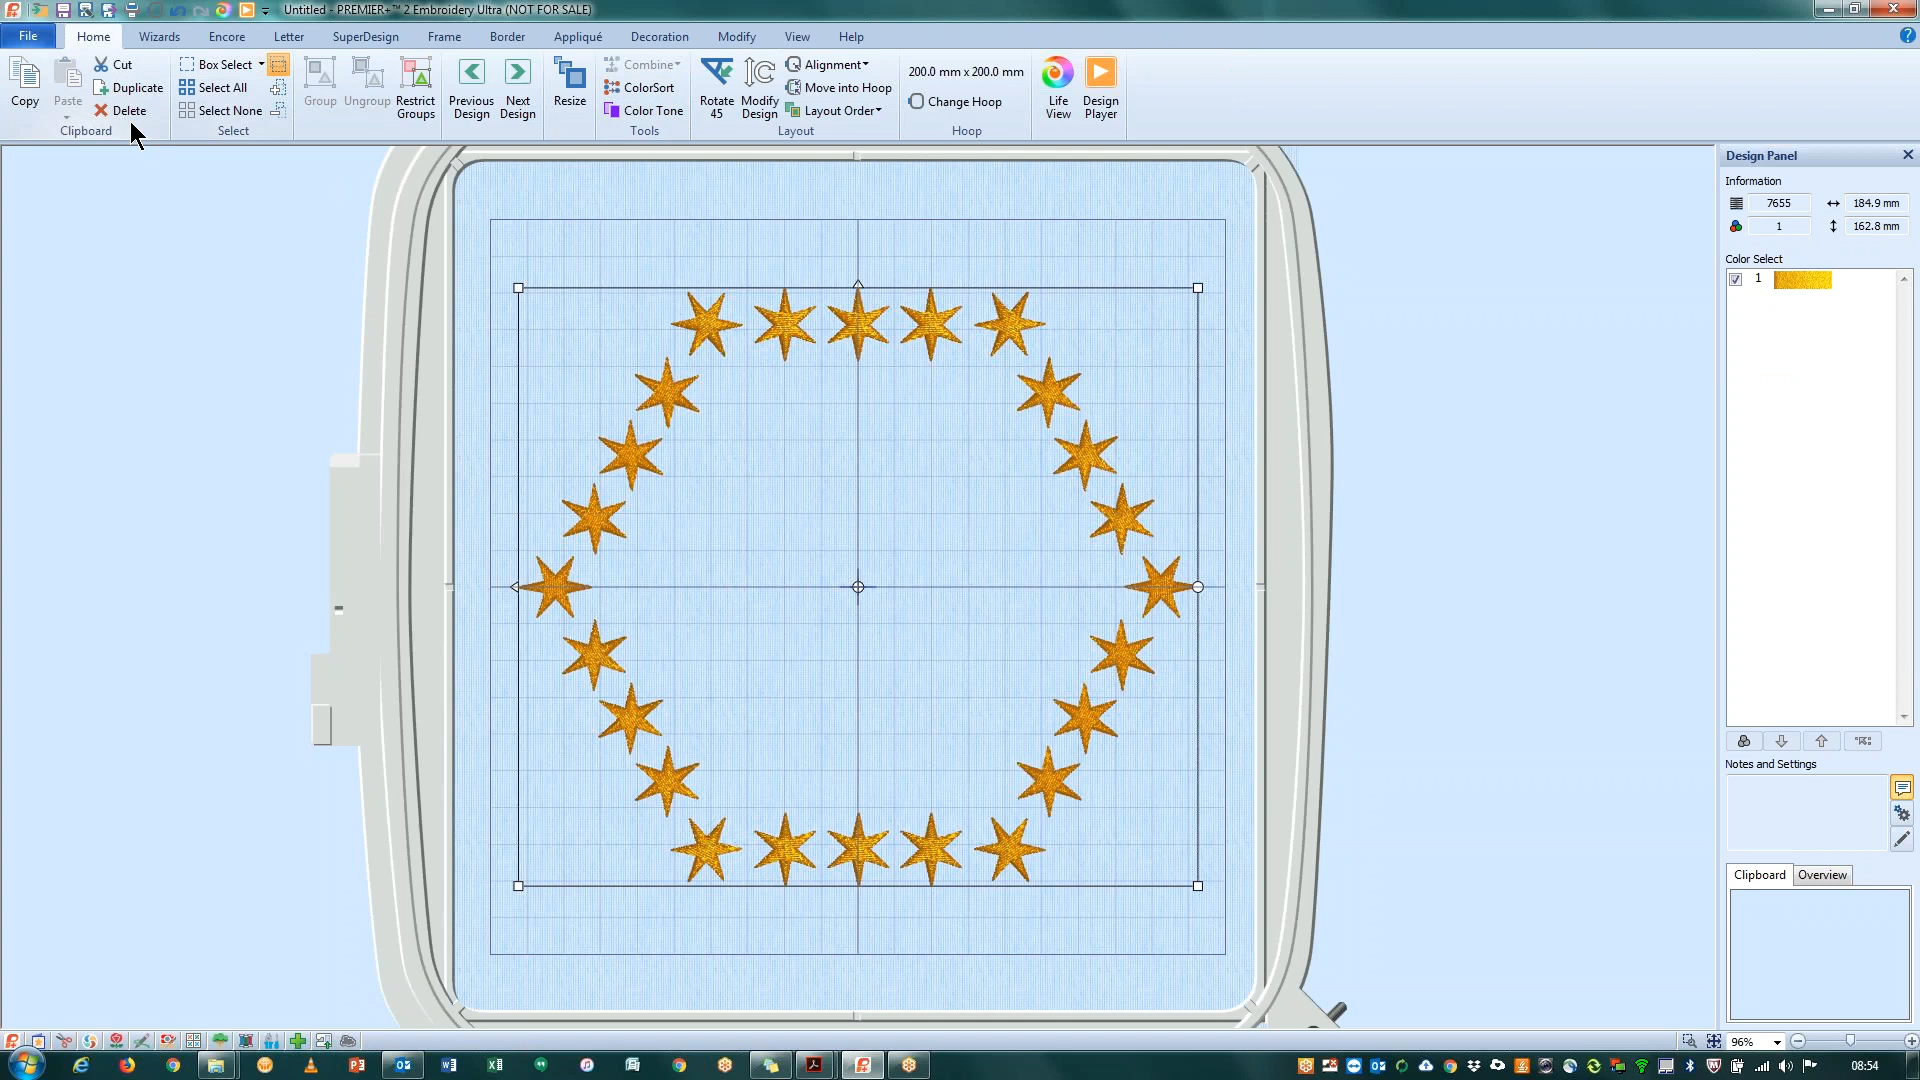 Untitled - PREMIER+™ 2 Embroidery Ultra (NOT FOR SALE)
File Home Wizards Encore Letter SuperDesign Frame Border Appliqué Decoration Modify View Help
Copy Paste Cut Duplicate Delete
Clipboard
Box Select Select All Select None
Select
Group Ungroup Restrict Groups
Previous Design Next Design
Resize
Combine ColorSort Color Tone
Tools
Rotate 45 Modify Design Alignment Move into Hoop Layout Order
Layout
200.0 mm x 200.0 mm
Change Hoop
Hoop
Life View Design Player
Design Panel
Information
7655 184.9 mm
1 162.8 mm
Color Select
1
Notes and Settings
Clipboard Overview
96%
08:54